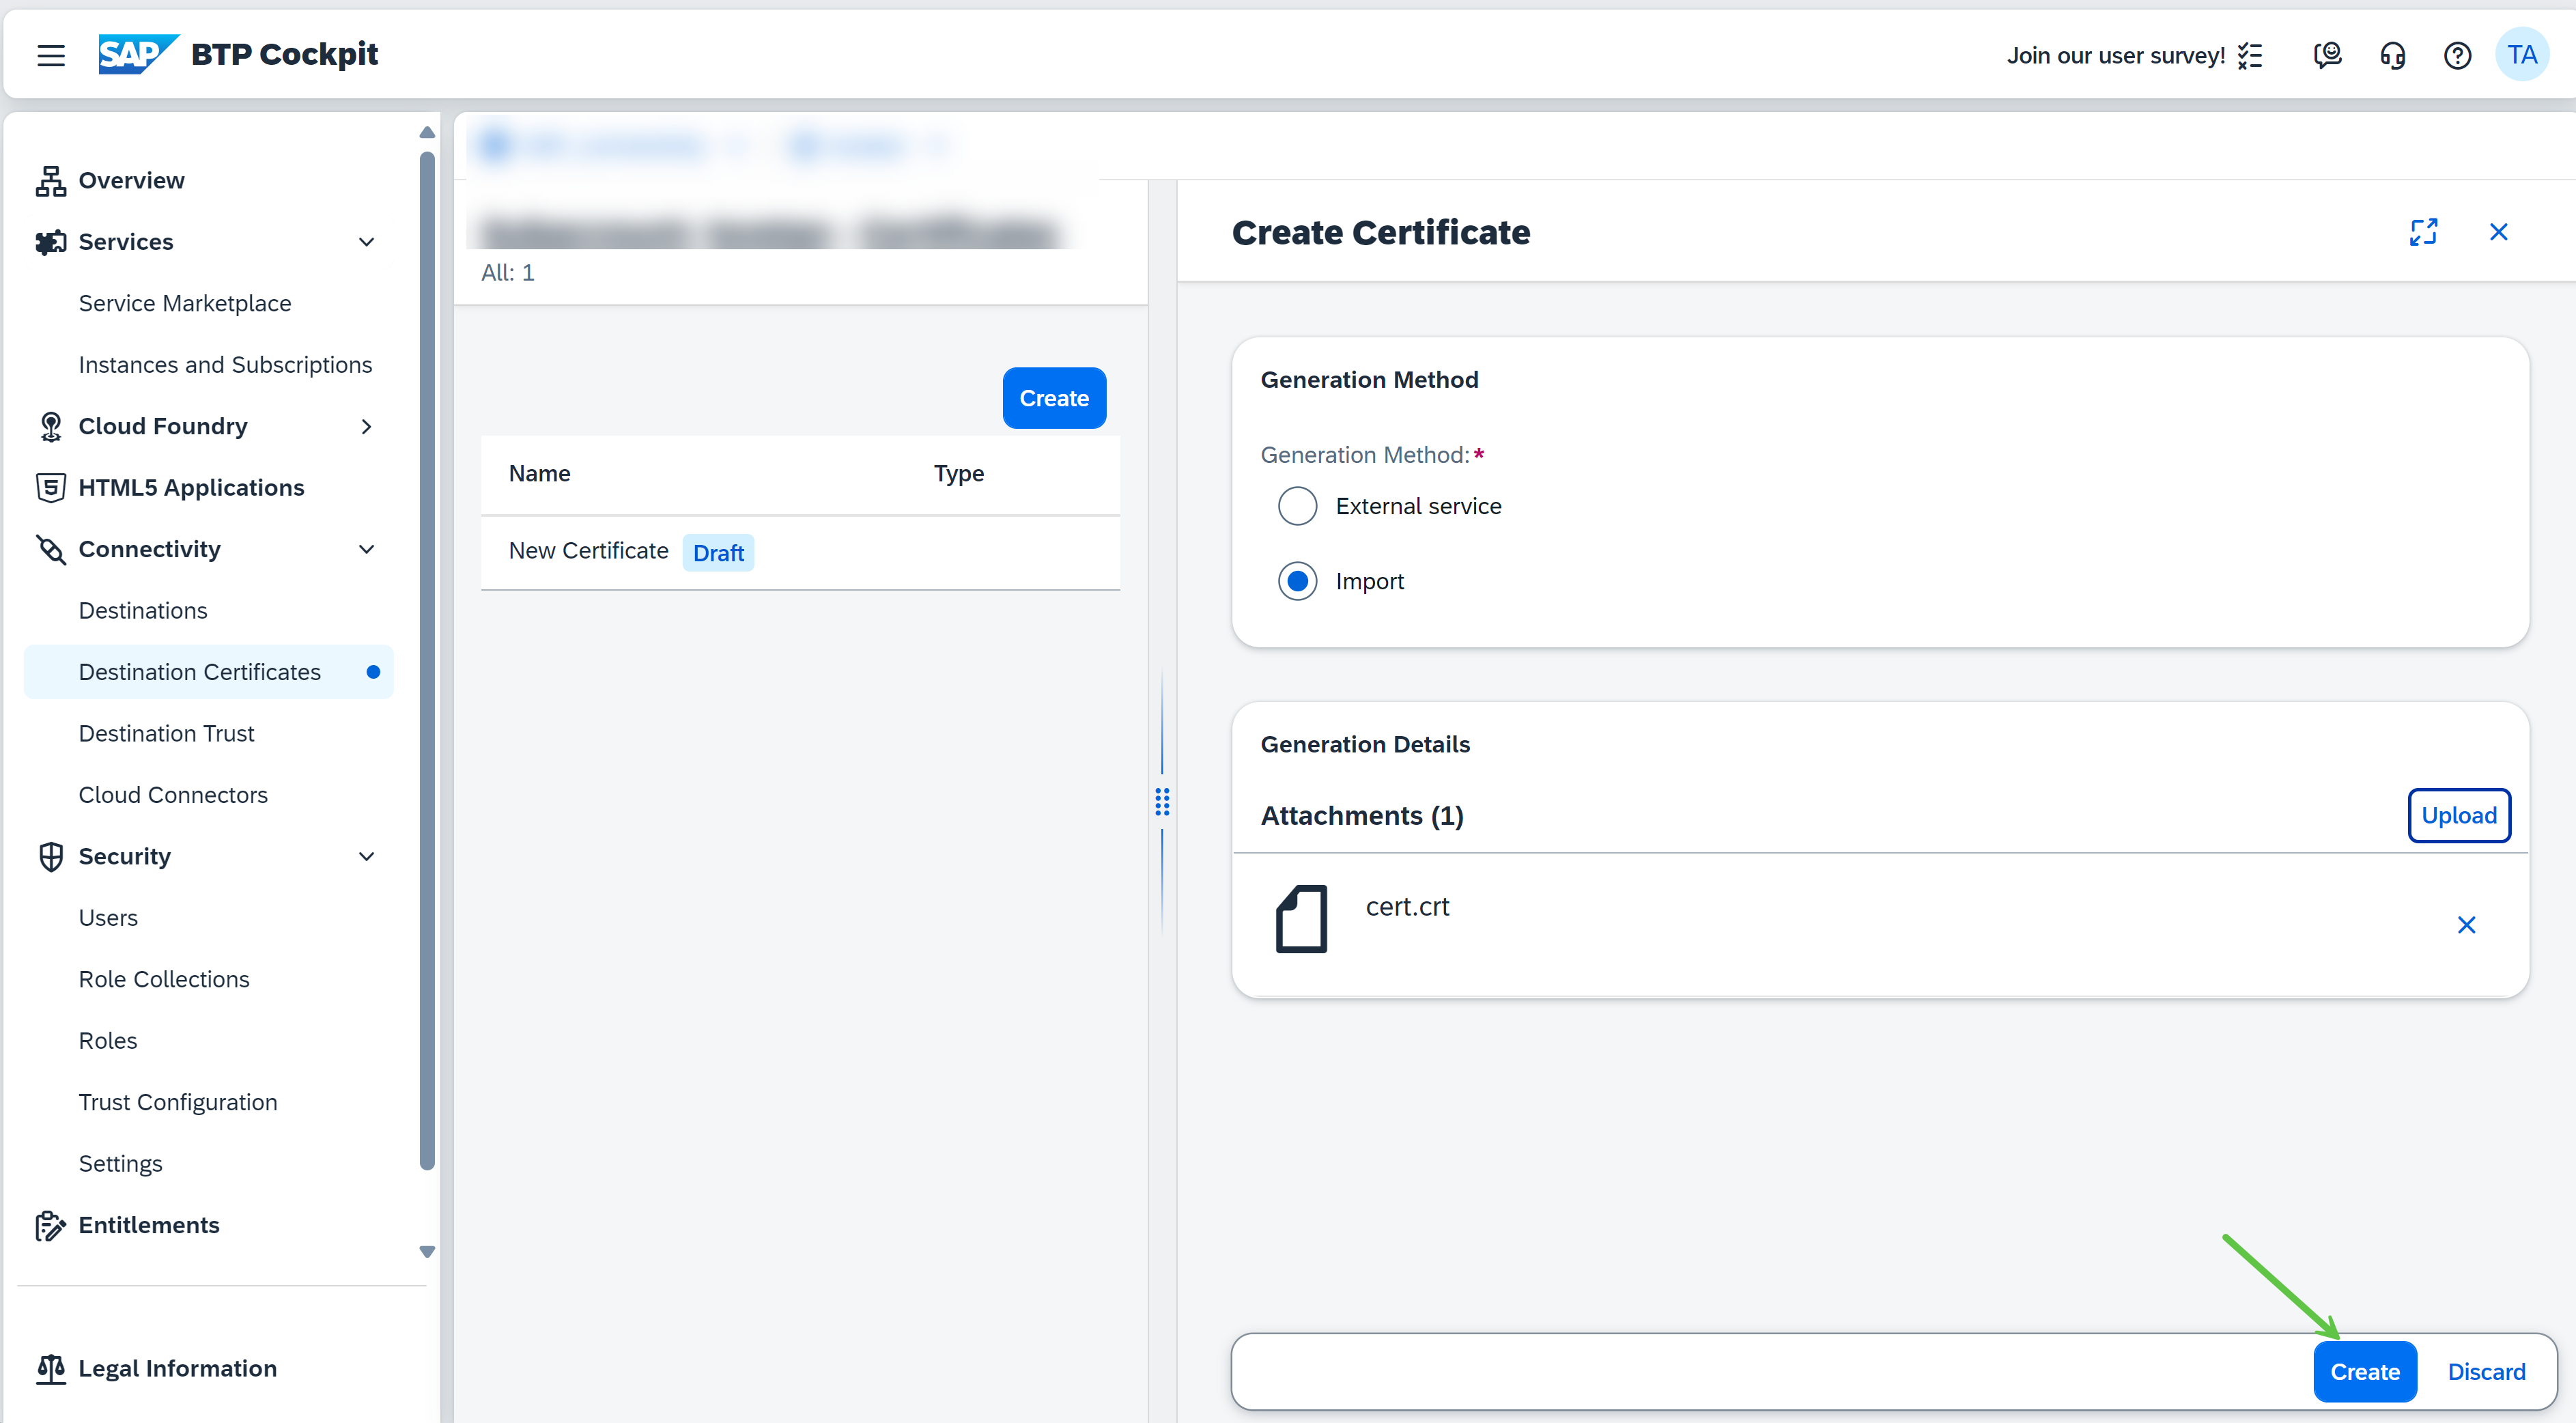 SAP BTP Cockpit
Join our user survey!
TA
Overview
Services
Service Marketplace
Instances and Subscriptions
Cloud Foundry
HTML5 Applications
Connectivity
Destinations
Destination Certificates
Destination Trust
Cloud Connectors
Security
Users
Role Collections
Roles
Trust Configuration
Settings
Entitlements
Legal Information
All: 1
Create
Name Type
New Certificate Draft
Create Certificate
Generation Method
Generation Method:*
External service
Import
Generation Details
Attachments (1)
Upload
cert.crt
Create Discard